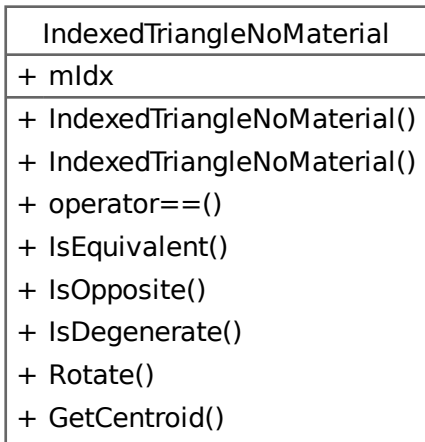 IndexedTriangleNoMaterial
+ mIdx
+ IndexedTriangleNoMaterial()
+ IndexedTriangleNoMaterial()
+ operator==()
+ IsEquivalent()
+ IsOpposite()
+ IsDegenerate()
+ Rotate()
+ GetCentroid()